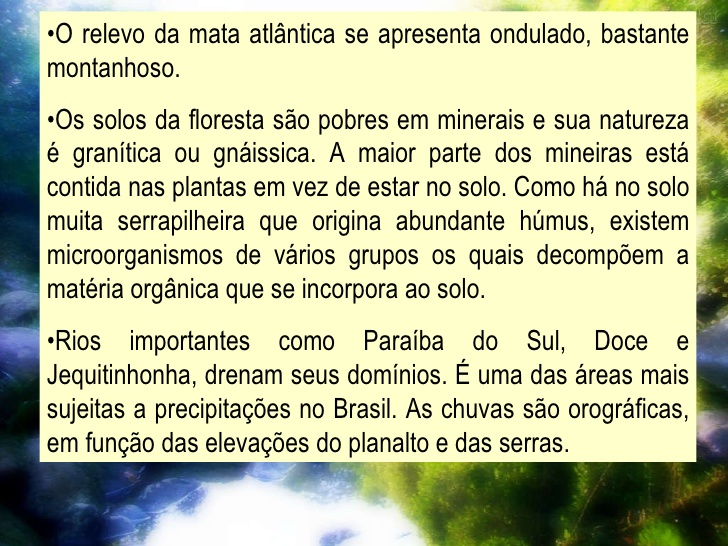 •O relevo da mata atlântica se apresenta ondulado, bastante
montanhoso.
•Os solos da floresta são pobres em minerais e sua natureza
é granítica ou gnáissica. A maior parte dos mineiras está
contida nas plantas em vez de estar no solo. Como há no solo
muita serrapilheira que origina abundante húmus, existem
microorganismos de vários grupos os quais decompõem a
matéria orgânica que se incorpora ao solo.
•Rios importantes como Paraíba do Sul, Doce e
Jequitinhonha, drenam seus domínios. É uma das áreas mais
sujeitas a precipitações no Brasil. As chuvas são orográficas,
em função das elevações do planalto e das serras.